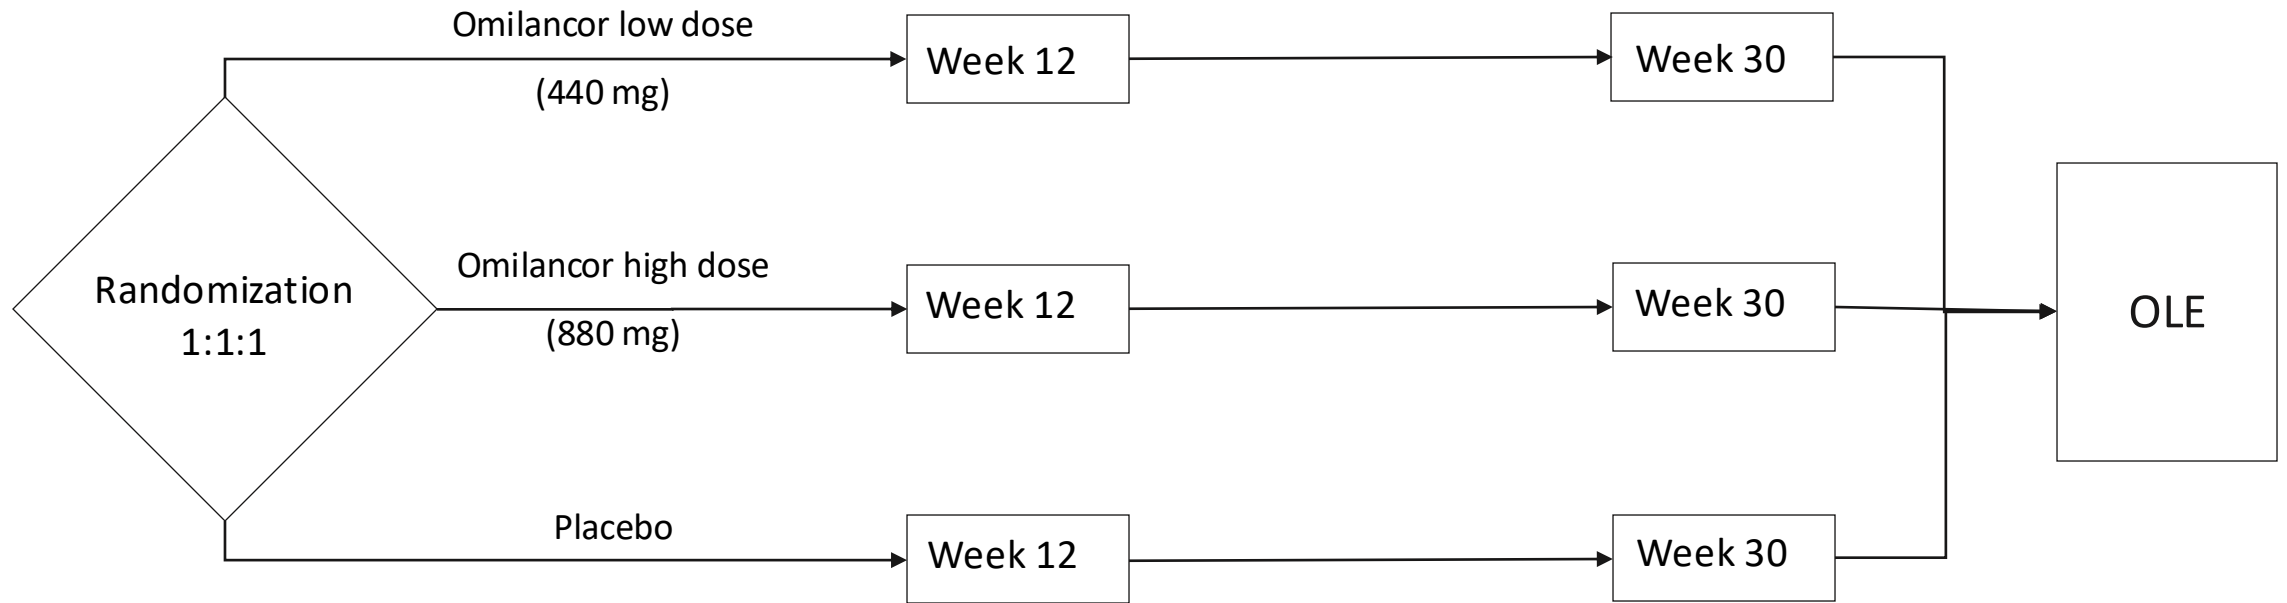 Omilancor low dose
(440 mg)
Week 12
Week 30
Randomization
1:1:1
Omilancor high dose
(880 mg)
Week 12
Week 30
OLE
Placebo
Week 12
Week 30